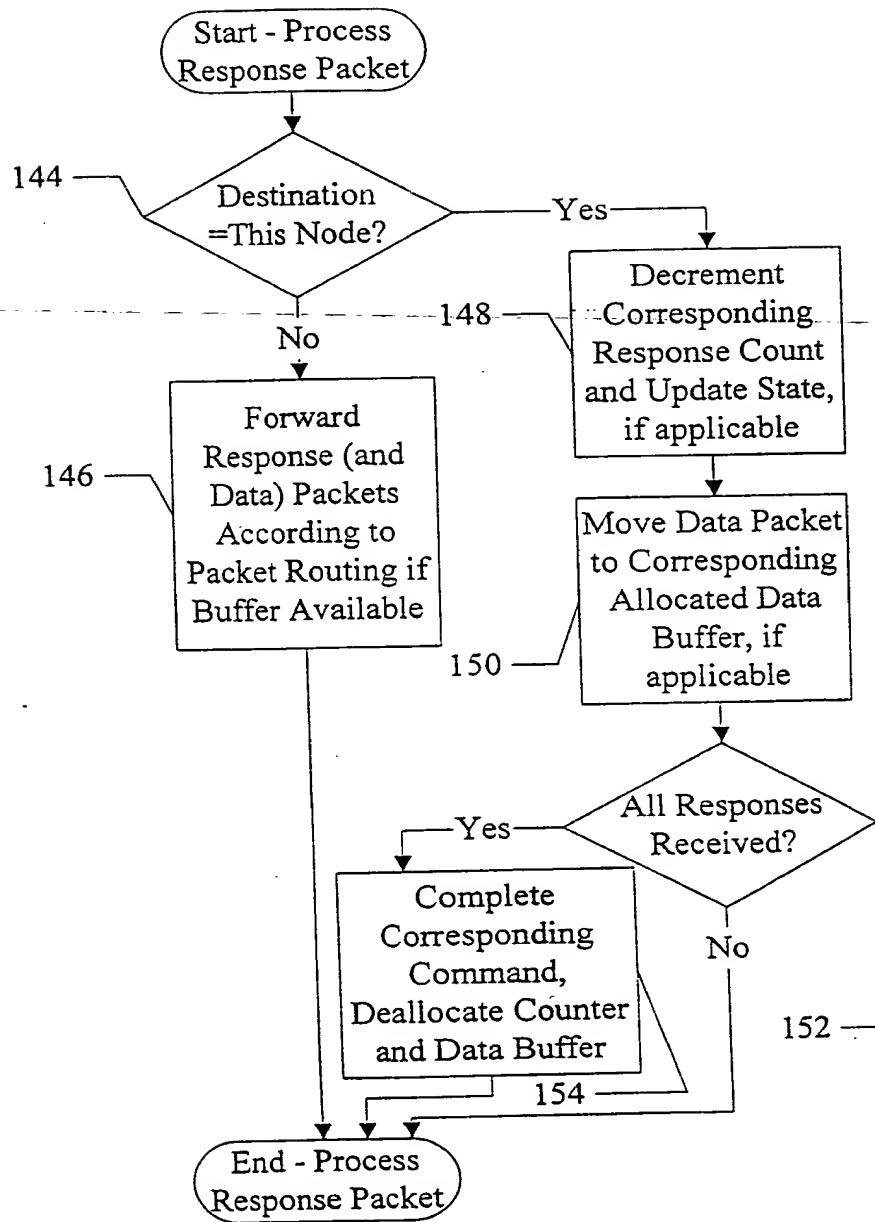 Start - Process
Response Packet
144
Destination
=This Node?
Yes
No
Decrement
Corresponding
Response Count
and Update State,
if applicable
148
Forward
Response (and
Data) Packets
According to
Packet Routing if
Buffer Available
146
Move Data Packet
to Corresponding
Allocated Data
Buffer, if
applicable
150
All Responses
Received?
Yes
No
Complete
Corresponding
Command,
Deallocate Counter
and Data Buffer
152
154
End - Process
Response Packet